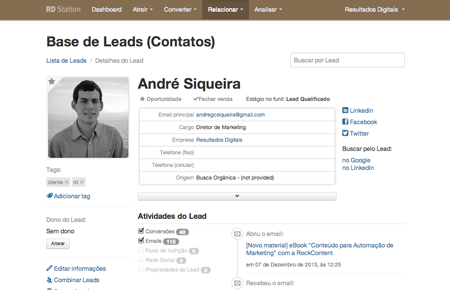 RD Station Dashboard Atrair Converter Relacionar Analisar Resultados Digitais
Base de Leads (Contatos)
Lista de Leads / Detalhes do Lead
Buscar por Lead
André Siqueira
Oportunidade Fechar venda Estágio no funil: Lead Qualificado
Email principal andregcsiqueira@gmail.com
Cargo Diretor de Marketing
Empresa Resultados Digitais
Telefone (fixo)
Telefone (celular)
Origem Busca Orgânica - (not provided)
Linkedin
Facebook
Twitter
Buscar pelo Lead:
no Google
no Linkedin
Tags:
cliente x rd x
Adicionar tag
Dono do Lead:
Sem dono
Alterar
Editar informações
Combinar Leads
Atividades do Lead
Conversões 40
Emails 115
Fluxo de nutrição 0
Rede Social 0
Propriedades do Lead 0
Abriu o email:
[Novo material] eBook "Conteúdo para Automação de
Marketing" com a RockContent
em 07 de Dezembro de 2013, às 12:25
Recebeu o email: